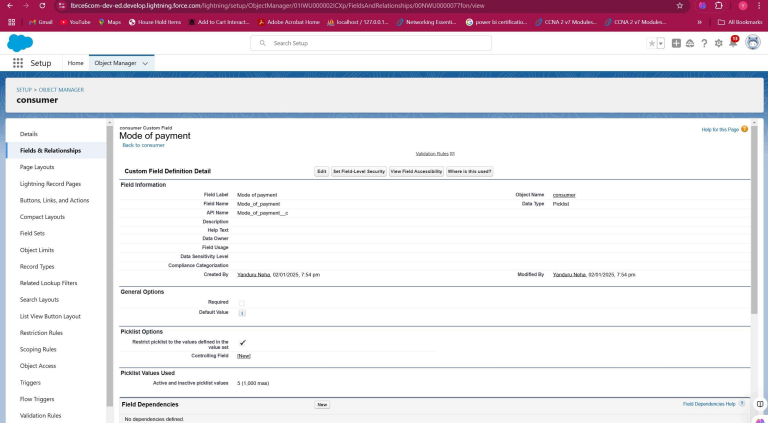 lbrce6com-dev-ed.develop.lightning.force.com/lightning/setup/ObjectManager/01IWU000002ICXp/FieldsAndRelationships/00NWU0000077fon/view
Gmail YouTube Maps Hoare Hold Items Add to Cart Interact... Adobe Acrobat Home localhost / 127.0.0.1... Networking Essenti... power bi certificatio... CCNA 2 v7 Modules... CCNA 2 v7 Modules... » All Bookmarks
Search Setup
Setup Home Object Manager
SETUP > OBJECT MANAGER
consumer
Details
Fields & Relationships
Page Layouts
Lightning Record Pages
Buttons, Links, and Actions
Compact Layouts
Field Sets
Object Limits
Record Types
Related Lookup Filters
Search Layouts
List View Button Layout
Restriction Rules
Scoping Rules
Object Access
Triggers
Flow Triggers
Validation Rules
consumer Custom Field
Mode of payment
Back to consumer
Help for this Page
Validation Rules [0]
Custom Field Definition Detail
Edit Set Field-Level Security View Field Accessibility Where is this used?
Field Information
Field Label Mode of payment Object Name consumer
Field Name Mode_of_payment Data Type Picklist
API Name Mode_of_payment__c
Description
Help Text
Data Owner
Field Usage
Data Sensitivity Level
Compliance Categorization
Created By Yanduru Neha, 02/01/2025, 7:54 pm Modified By Yanduru Neha, 02/01/2025, 7:54 pm
General Options
Required
Default Value
Picklist Options
Restrict picklist to the values defined in the
value set
Controlling Field [New]
Picklist Values Used
Active and inactive picklist values 5 (1,000 max)
Field Dependencies New Field Dependencies Help ?
No dependencies defined.